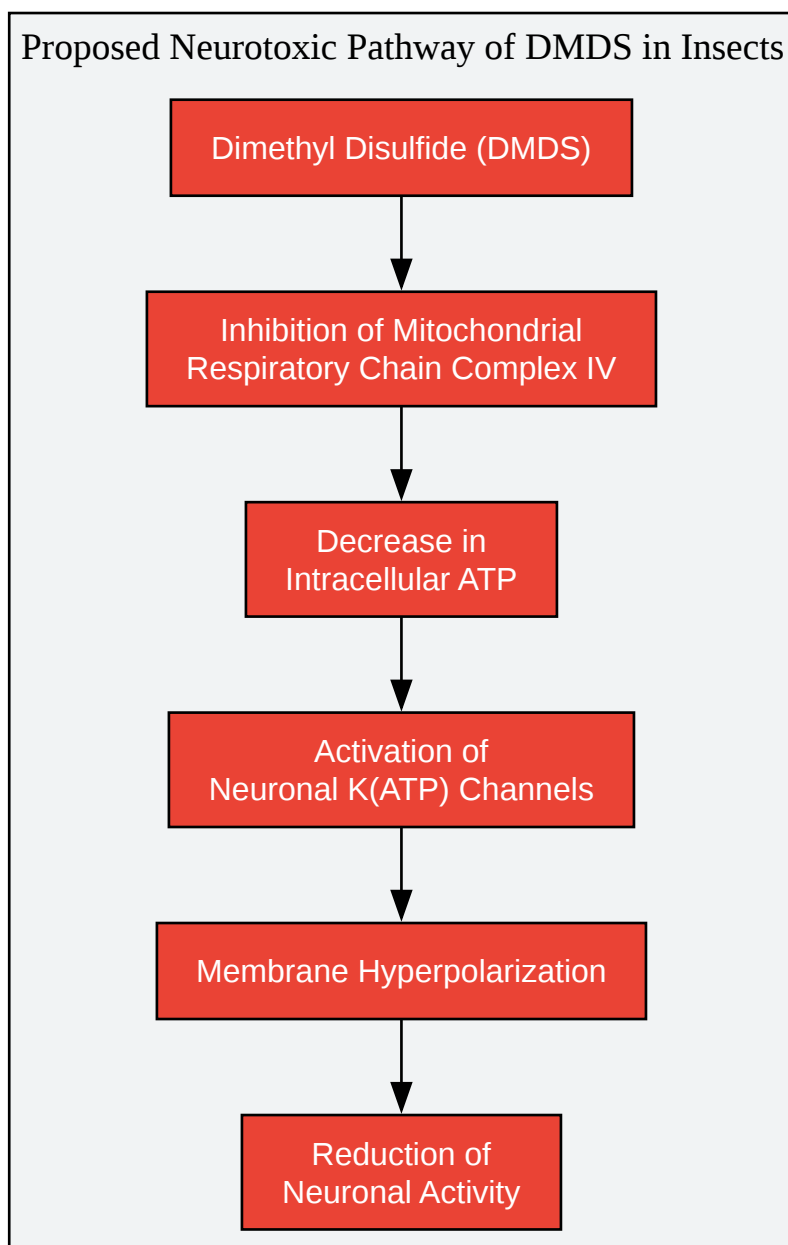 Proposed Neurotoxic Pathway of DMDS in Insects
Dimethyl Disulfide (DMDS)
Inhibition of Mitochondrial
Respiratory Chain Complex IV
Decrease in
Intracellular ATP
Activation of
Neuronal K(ATP) Channels
Membrane Hyperpolarization
Reduction of
Neuronal Activity